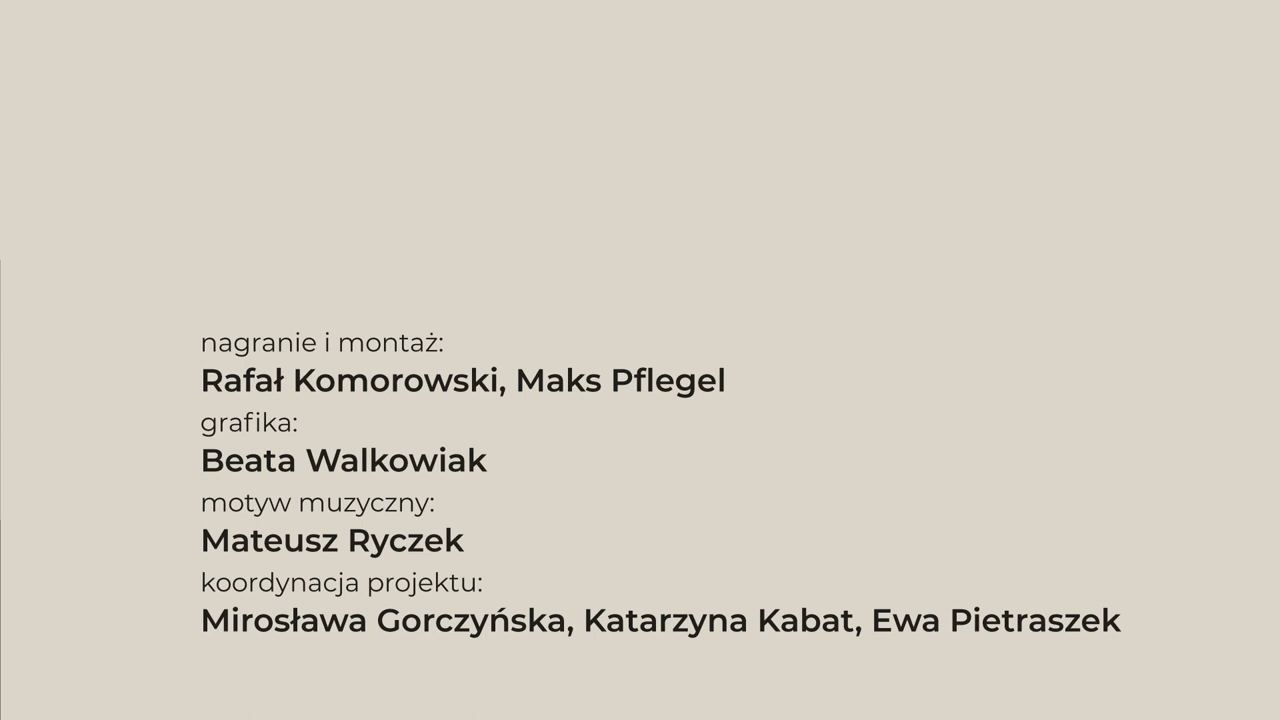 nagranie i montaż:
Rafał Komorowski, Maks Pflegel
grafika:
Beata Walkowiak
motyw muzyczny:
Mateusz Ryczek
koordynacja projektu:
Mirosława Gorczyńska, Katarzyna Kabat, Ewa Pietraszek